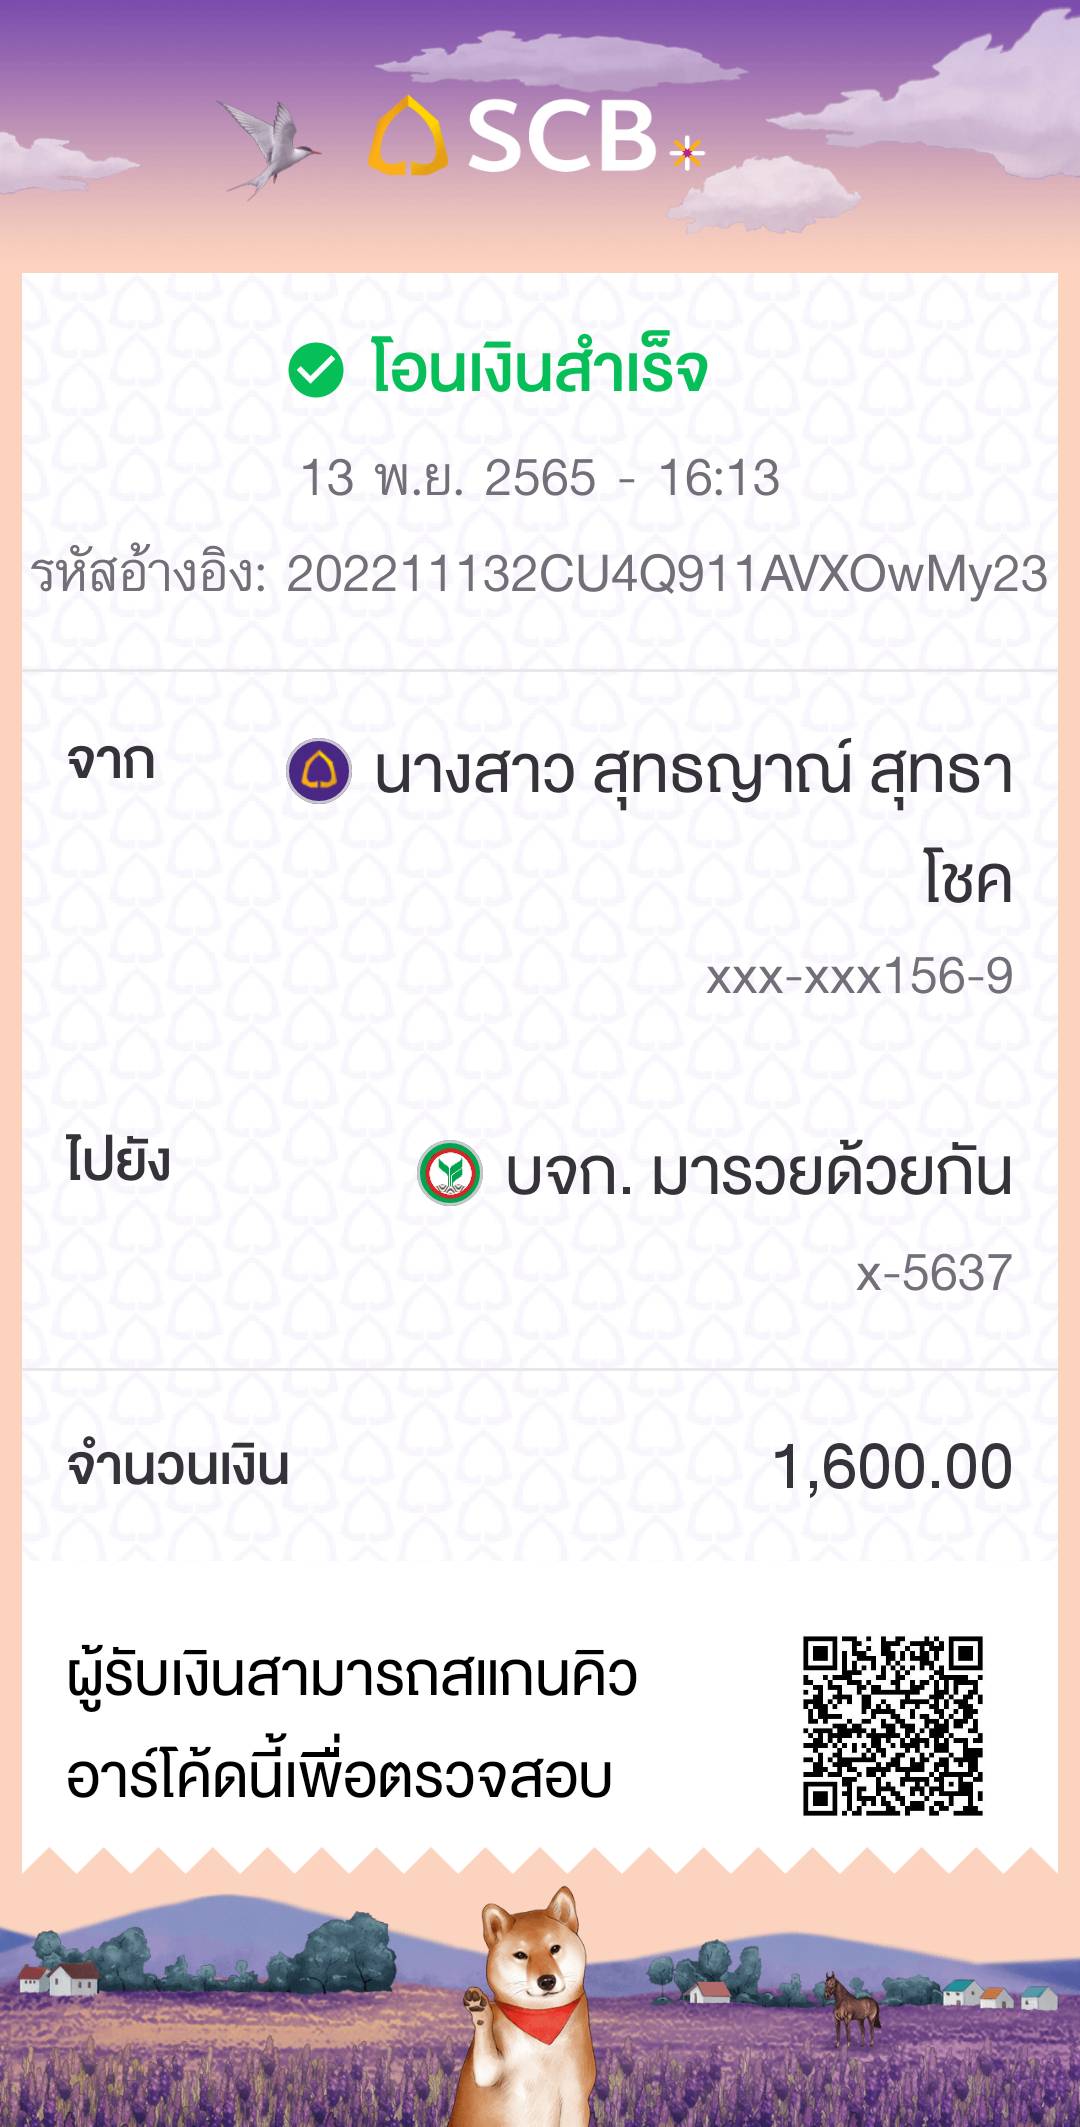 SCB
โอนเงินสำเร็จ
13 พ.ย. 2565 - 16:13
รหัสอ้างอิง: 202211132CU4Q911AVXOwMy23
จาก นางสาว สุทธญาณ์ สุทธา
โชค
xxx-xxx156-9
ไปยัง บจก. มารวยด้วยกัน
x-5637
จำนวนเงิน 1,600.00
ผู้รับเงินสามารถสแกนคิว
อาร์โค้ดนี้เพื่อตรวจสอบ